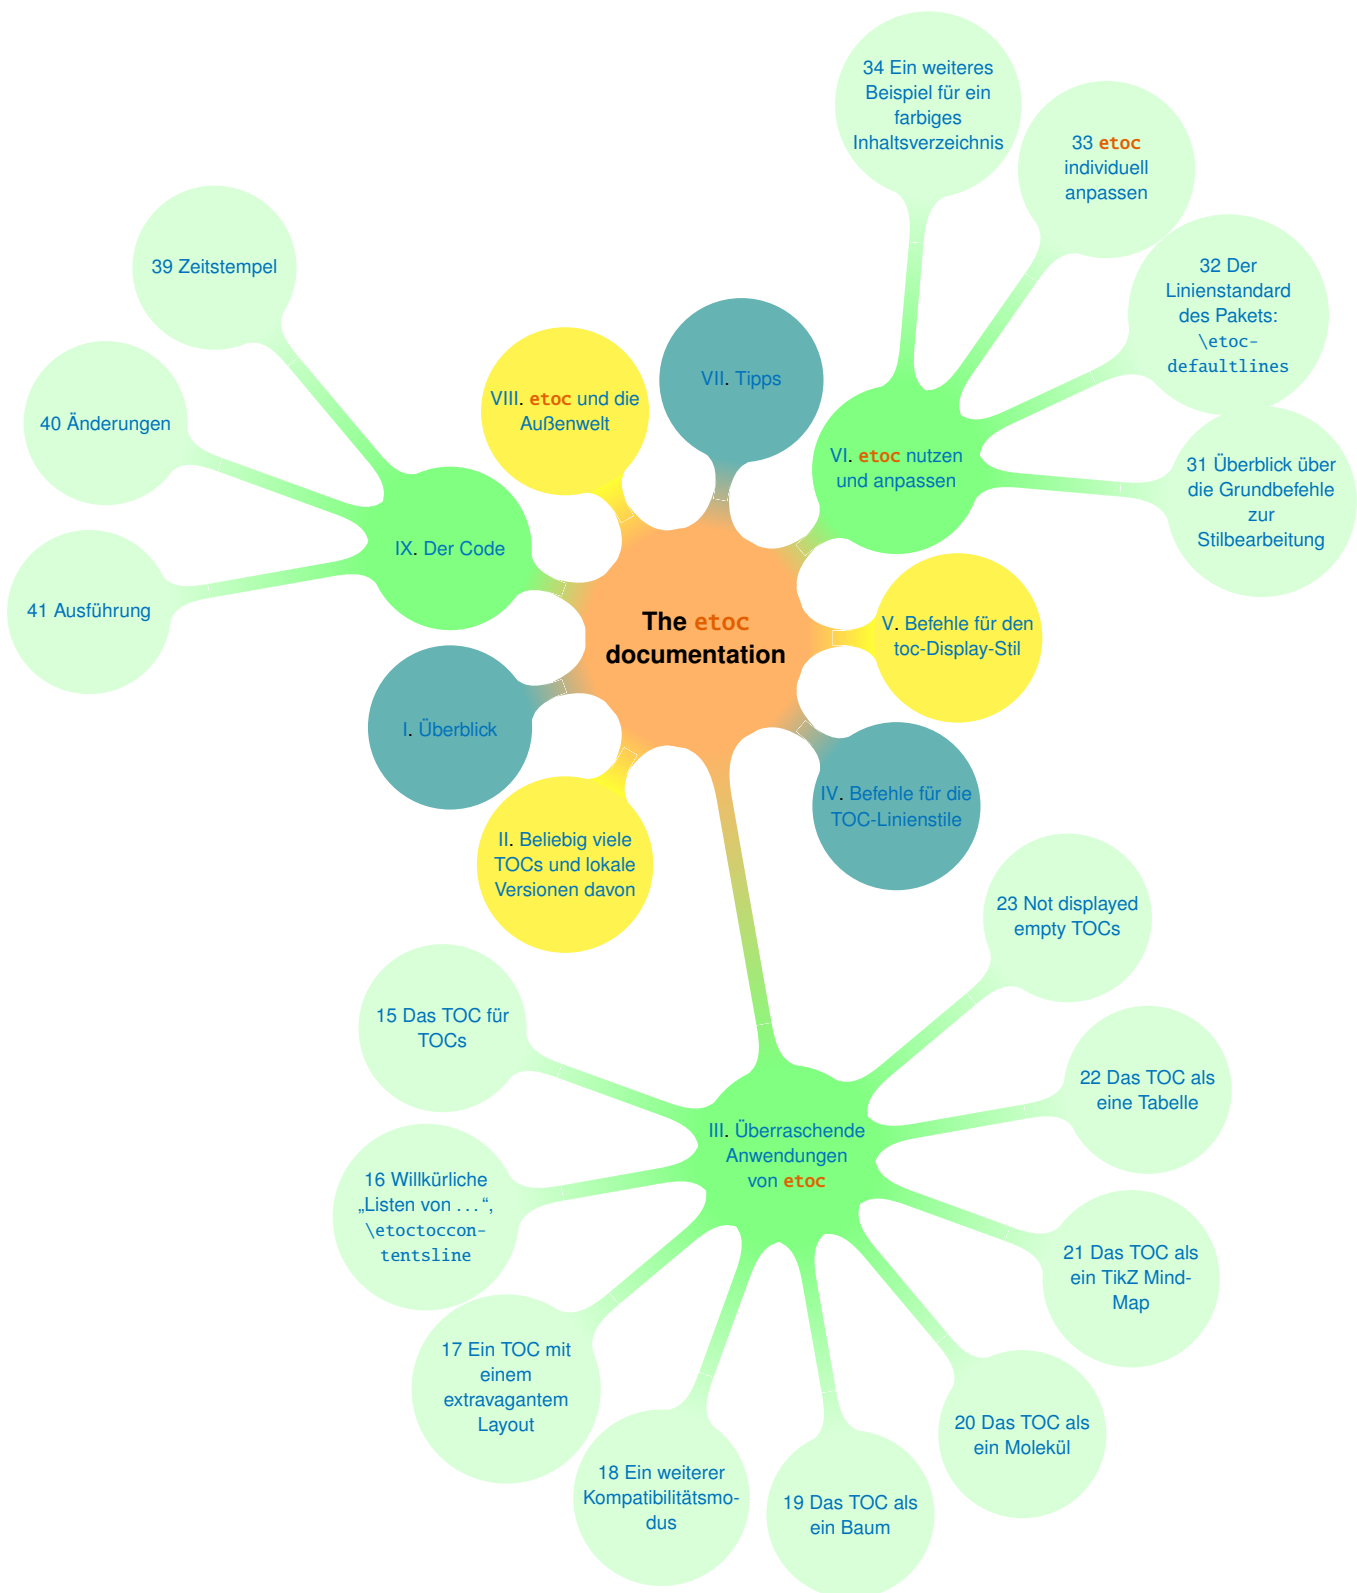 34 Ein weiteres
Beispiel für ein
farbiges
Inhaltsverzeichnis
33 etoc
individuell
anpassen
32 Der
Linienstandard
des Pakets:
\etoc-
defaultlines
31 Überblick über
die Grundbefehle
zur
Stilbearbeitung
39 Zeitstempel
40 Änderungen
41 Ausführung
VIII. etoc und die
Außenwelt
VII. Tipps
VI. etoc nutzen
und anpassen
IX. Der Code
The etoc
documentation
V. Befehle für den
toc-Display-Stil
I. Überblick
IV. Befehle für die
TOC-Linienstile
II. Beliebig viele
TOCs und lokale
Versionen davon
23 Not displayed
empty TOCs
15 Das TOC für
TOCs
22 Das TOC als
eine Tabelle
III. Überraschende
Anwendungen
von etoc
16 Willkürliche
„Listen von . . . “,
\etoctoccon-
tentsline
21 Das TOC als
ein TikZ Mind-
Map
17 Ein TOC mit
einem
extravagantem
Layout
20 Das TOC als
ein Molekül
18 Ein weiterer
Kompatibilitätsmo-
dus
19 Das TOC als
ein Baum